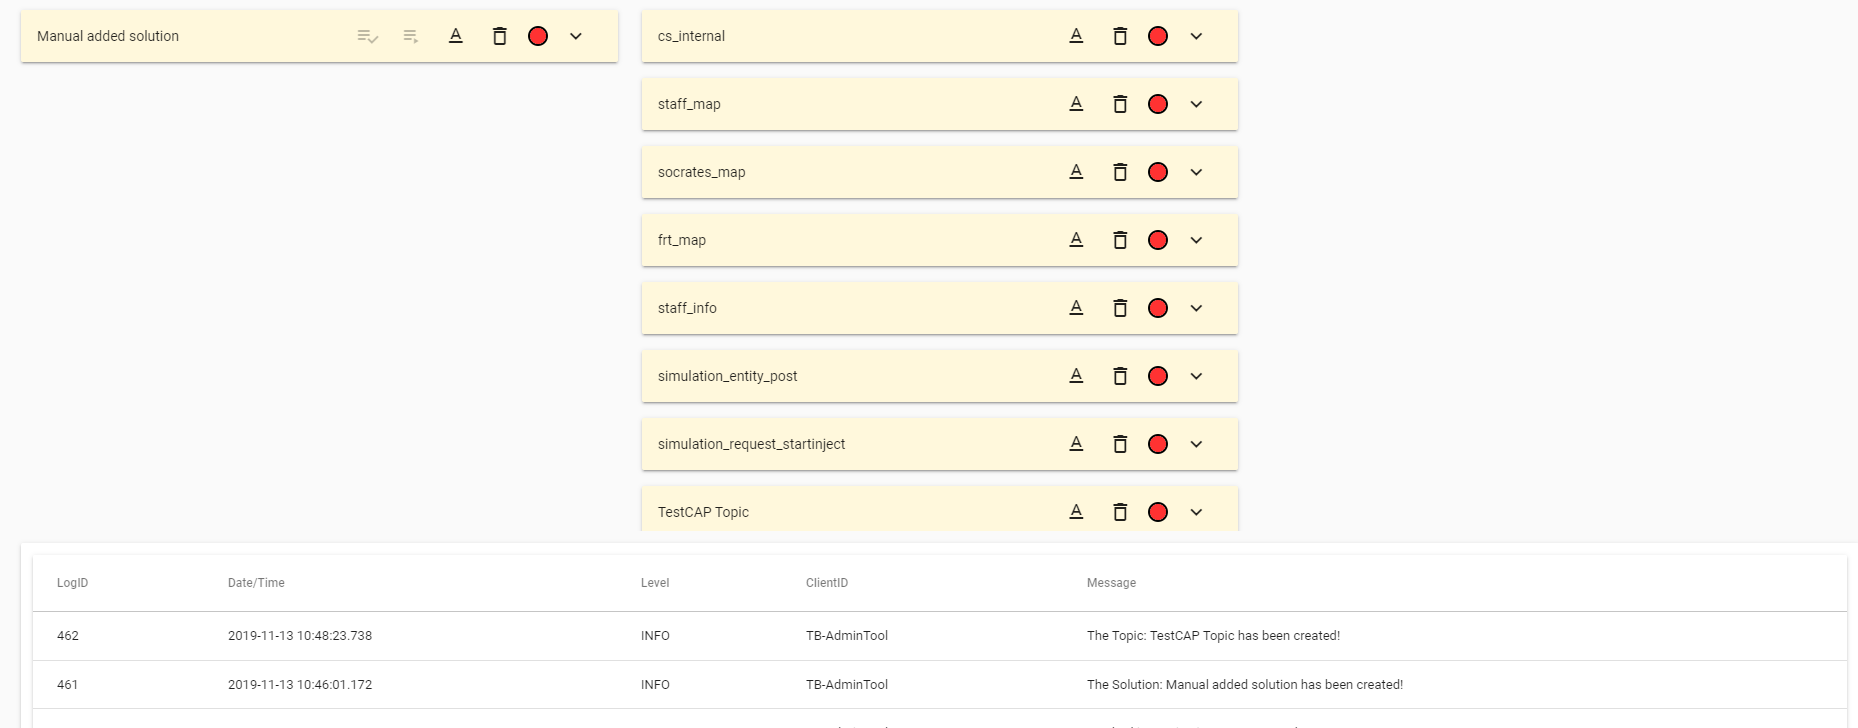 Manual added solution
cs_internal
staff_map
socrates_map
frt_map
staff_info
simulation_entity_post
simulation_request_startinject
TestCAP Topic
LogID Date/Time Level ClientID Message
462 2019-11-13 10:48:23.738 INFO TB-AdminTool The Topic: TestCAP Topic has been created!
461 2019-11-13 10:46:01.172 INFO TB-AdminTool The Solution: Manual added solution has been created!